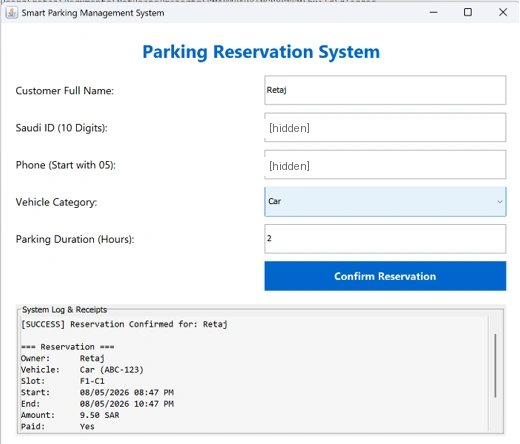 Smart Parking Management System
Parking Reservation System
Customer Full Name: Retaj
Saudi ID (10 Digits): [hidden]
Phone (Start with 05): [hidden]
Vehicle Category: Car
Parking Duration (Hours): 2
Confirm Reservation
System Log & Receipts
[SUCCESS] Reservation Confirmed for: Retaj
=== Reservation ===
Owner: Retaj
Vehicle: Car (ABC-123)
Slot: F1-C1
Start: 08/05/2026 08:47 PM
End: 08/05/2026 10:47 PM
Amount: 9.50 SAR
Paid: Yes